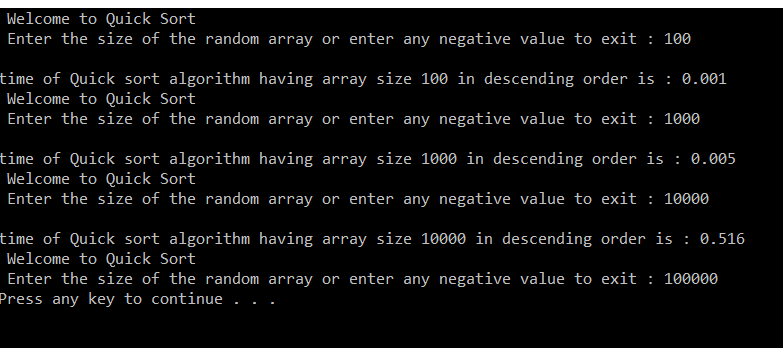 Welcome to Quick Sort
Enter the size of the random array or enter any negative value to exit : 100
time of Quick sort algorithm having array size 100 in descending order is : 0.001
Welcome to Quick Sort
Enter the size of the random array or enter any negative value to exit : 1000
time of Quick sort algorithm having array size 1000 in descending order is : 0.005
Welcome to Quick Sort
Enter the size of the random array or enter any negative value to exit : 10000
time of Quick sort algorithm having array size 10000 in descending order is : 0.516
Welcome to Quick Sort
Enter the size of the random array or enter any negative value to exit : 100000
Press any key to continue . . .